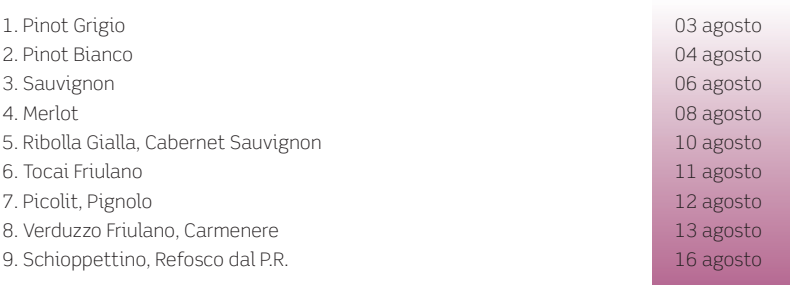 1. Pinot Grigio 03 agosto
2. Pinot Bianco 04 agosto
3. Sauvignon 06 agosto
4. Merlot 08 agosto
5. Ribolla Gialla, Cabernet Sauvignon 10 agosto
6. Tocai Friulano 11 agosto
7. Picolit, Pignolo 12 agosto
8. Verduzzo Friulano, Carmenere 13 agosto
9. Schioppettino, Refosco dal P.R. 16 agosto